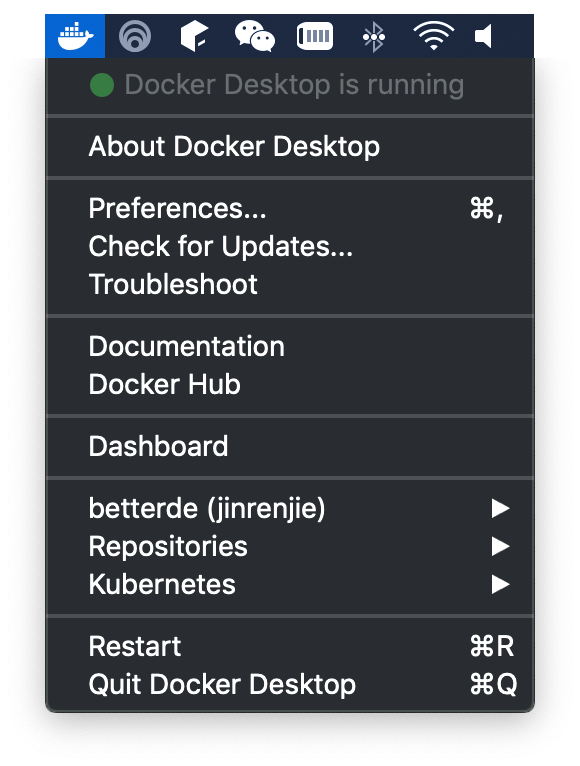 Docker Desktop is running
About Docker Desktop
Preferences... ⌘,
Check for Updates...
Troubleshoot
Documentation
Docker Hub
Dashboard
betterde (jinrenjie)
Repositories
Kubernetes
Restart ⌘R
Quit Docker Desktop ⌘Q